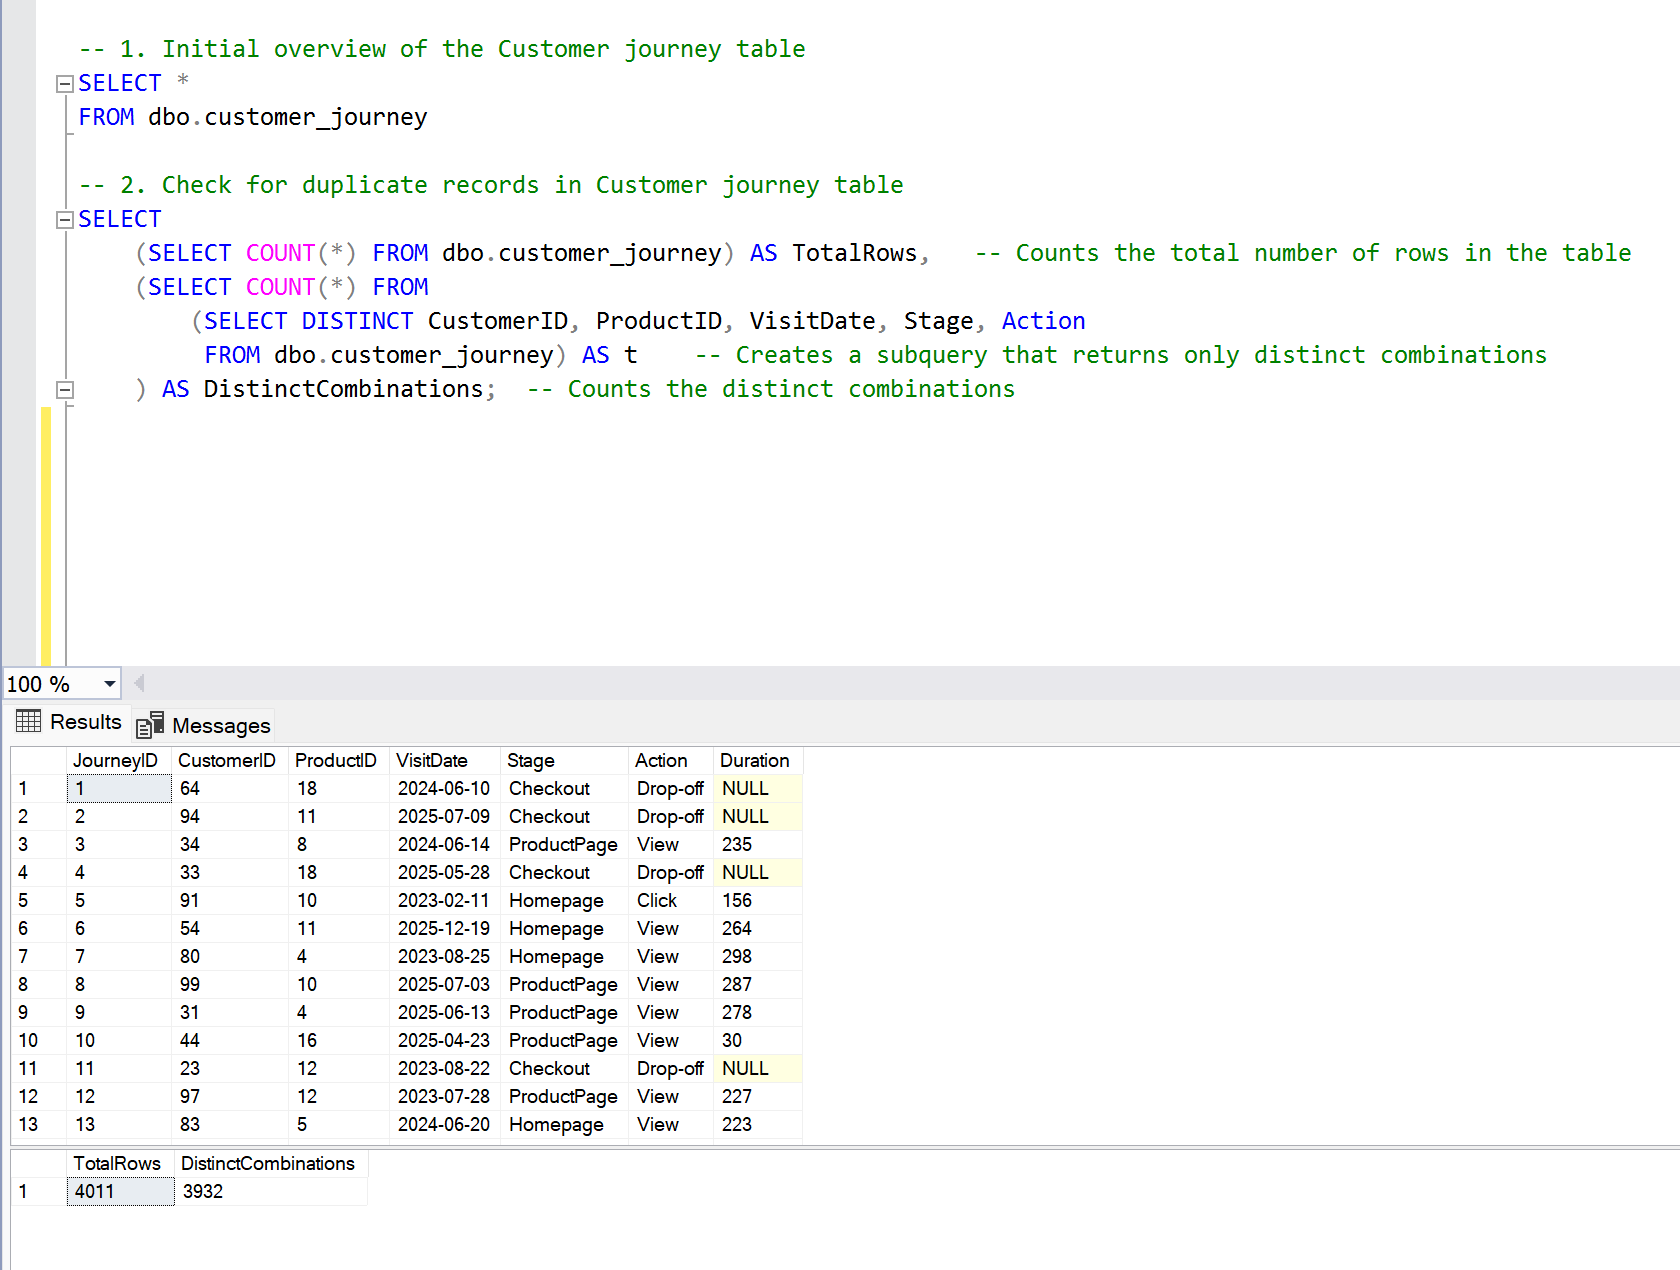 -- 1. Initial overview of the Customer journey table
SELECT *
FROM dbo.customer_journey
-- 2. Check for duplicate records in Customer journey table
SELECT
(SELECT COUNT(*) FROM dbo.customer_journey) AS TotalRows,   -- Counts the total number of rows in the table
(SELECT COUNT(*) FROM
(SELECT DISTINCT CustomerID, ProductID, VisitDate, Stage, Action
FROM dbo.customer_journey) AS t    -- Creates a subquery that returns only distinct combinations
) AS DistinctCombinations;  -- Counts the distinct combinations
100 %
Results Messages
JourneyID CustomerID ProductID VisitDate Stage Action Duration
1 1 64 18 2024-06-10 Checkout Drop-off NULL
2 2 94 11 2025-07-09 Checkout Drop-off NULL
3 3 34 8 2024-06-14 ProductPage View 235
4 4 33 18 2025-05-28 Checkout Drop-off NULL
5 5 91 10 2023-02-11 Homepage Click 156
6 6 54 11 2025-12-19 Homepage View 264
7 7 80 4 2023-08-25 Homepage View 298
8 8 99 10 2025-07-03 ProductPage View 287
9 9 31 4 2025-06-13 ProductPage View 278
10 10 44 16 2025-04-23 ProductPage View 30
11 11 23 12 2023-08-22 Checkout Drop-off NULL
12 12 97 12 2023-07-28 ProductPage View 227
13 13 83 5 2024-06-20 Homepage View 223
TotalRows DistinctCombinations
1 4011 3932